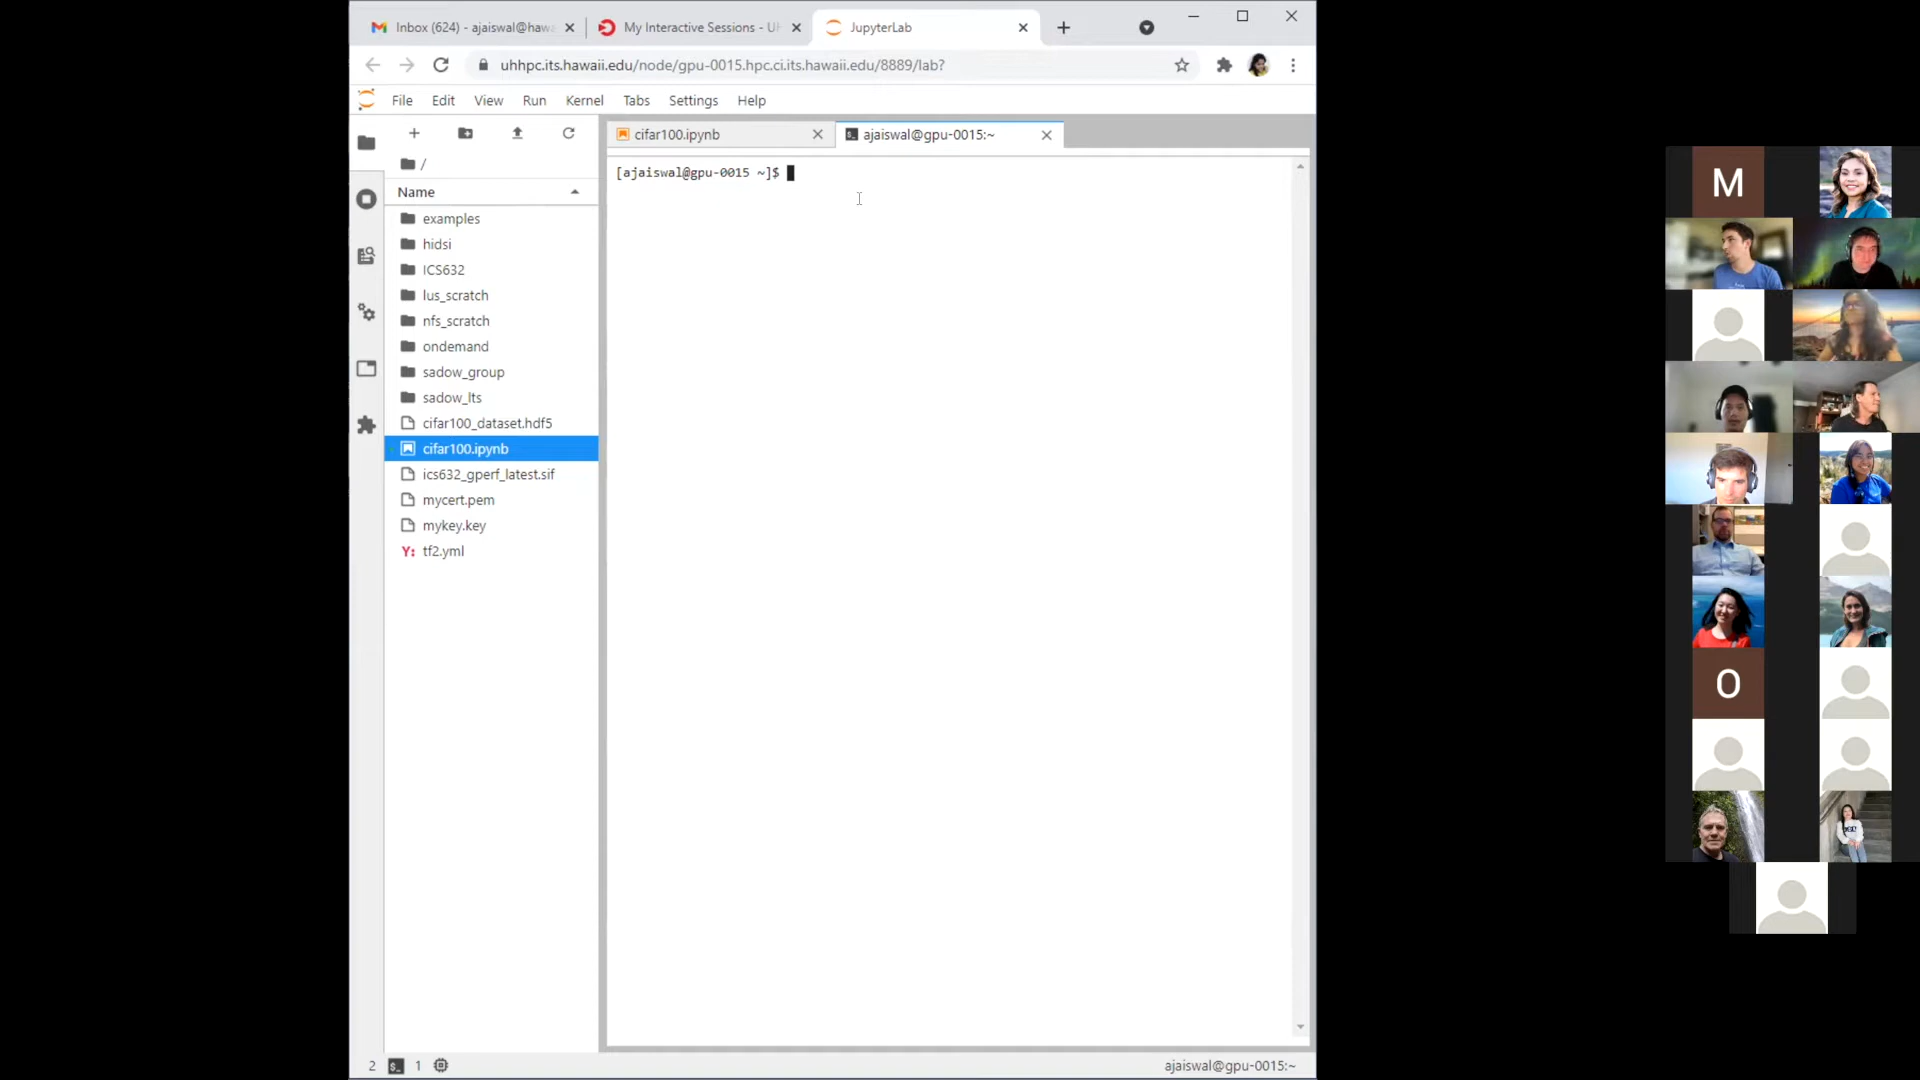 Inbox (624) - ajaiswal@hawa
My Interactive Sessions - UH
JupyterLab
uhhpc.its.hawaii.edu/node/gpu-0015.hpc.ci.its.hawaii.edu/8889/lab?
File Edit View Run Kernel Tabs Settings Help
cifar100.ipynb
ajaiswal@gpu-0015:~
/
Name
examples
hidsi
ICS632
lus_scratch
nfs_scratch
ondemand
sadow_group
sadow_lts
cifar100_dataset.hdf5
cifar100.ipynb
ics632_gperf_latest.sif
mycert.pem
mykey.key
Y: tf2.yml
[ajaiswal@gpu-0015 ~]$
2 $_ 1
ajaiswal@gpu-0015:~
M
O